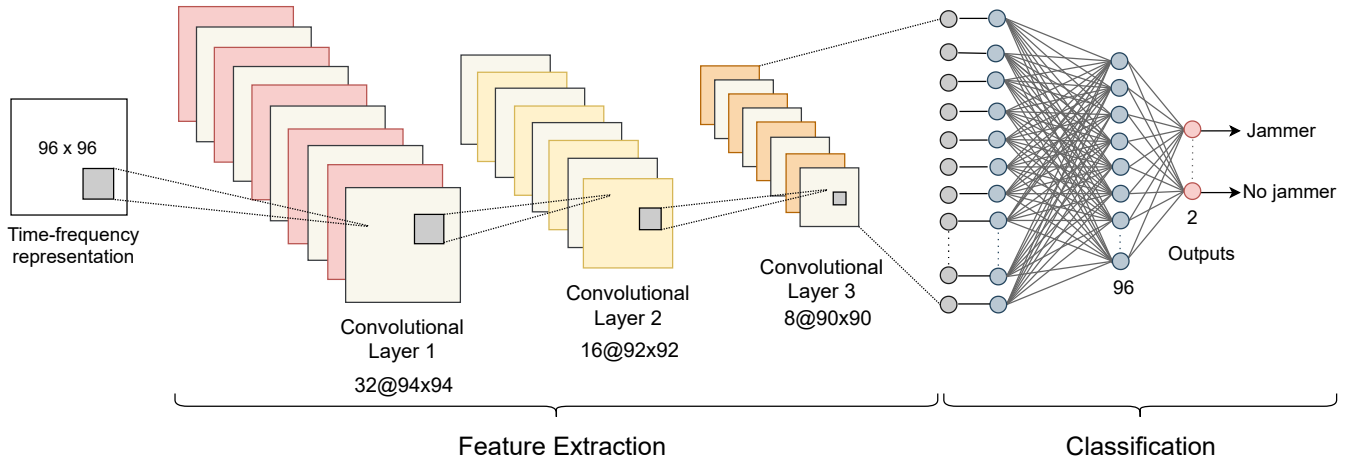 96 x 96
Time-frequency
representation
Convolutional
Layer 1
32@94x94
Convolutional
Layer 2
16@92x92
Convolutional
Layer 3
8@90x90
96
Jammer
No jammer
2
Outputs
Feature Extraction
Classification